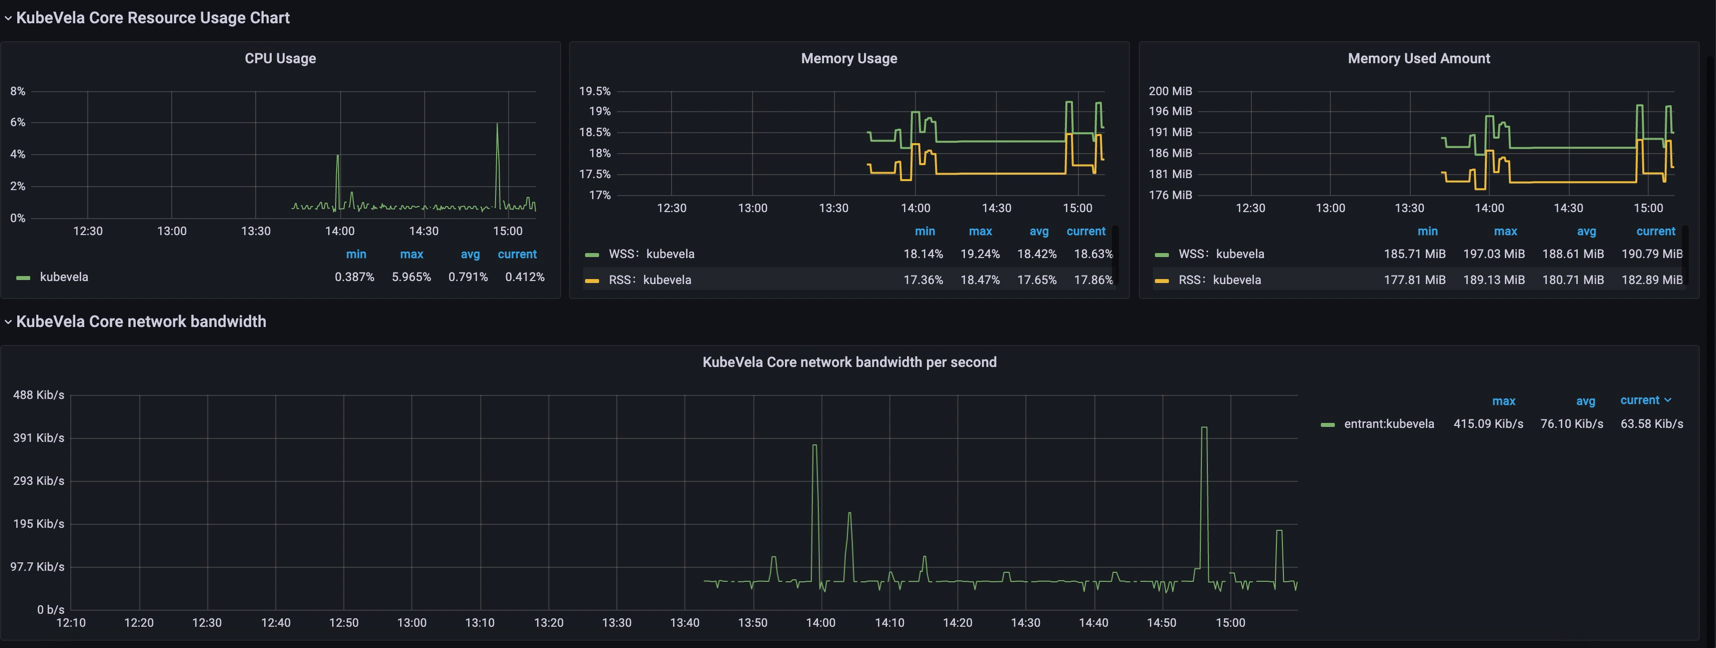 KubeVela Core Resource Usage Chart
CPU Usage
8%
6%
4%
2%
0%
12:30 13:00 13:30 14:00 14:30 15:00
min max avg current
kubevela 0.387% 5.965% 0.791% 0.412%
Memory Usage
19.5%
19%
18.5%
18%
17.5%
17%
12:30 13:00 13:30 14:00 14:30 15:00
min max avg current
WSS: kubevela 18.14% 19.24% 18.42% 18.63%
RSS: kubevela 17.36% 18.47% 17.65% 17.86%
Memory Used Amount
200 MiB
196 MiB
191 MiB
186 MiB
181 MiB
176 MiB
12:30 13:00 13:30 14:00 14:30 15:00
min max avg current
WSS: kubevela 185.71 MiB 197.03 MiB 188.61 MiB 190.79 MiB
RSS: kubevela 177.81 MiB 189.13 MiB 180.71 MiB 182.89 MiB
KubeVela Core network bandwidth
KubeVela Core network bandwidth per second
488 Kib/s
391 Kib/s
293 Kib/s
195 Kib/s
97.7 Kib/s
0 b/s
12:10 12:20 12:30 12:40 12:50 13:00 13:10 13:20 13:30 13:40 13:50 14:00 14:10 14:20 14:30 14:40 14:50 15:00
max avg current
entrant:kubevela 415.09 Kib/s 76.10 Kib/s 63.58 Kib/s